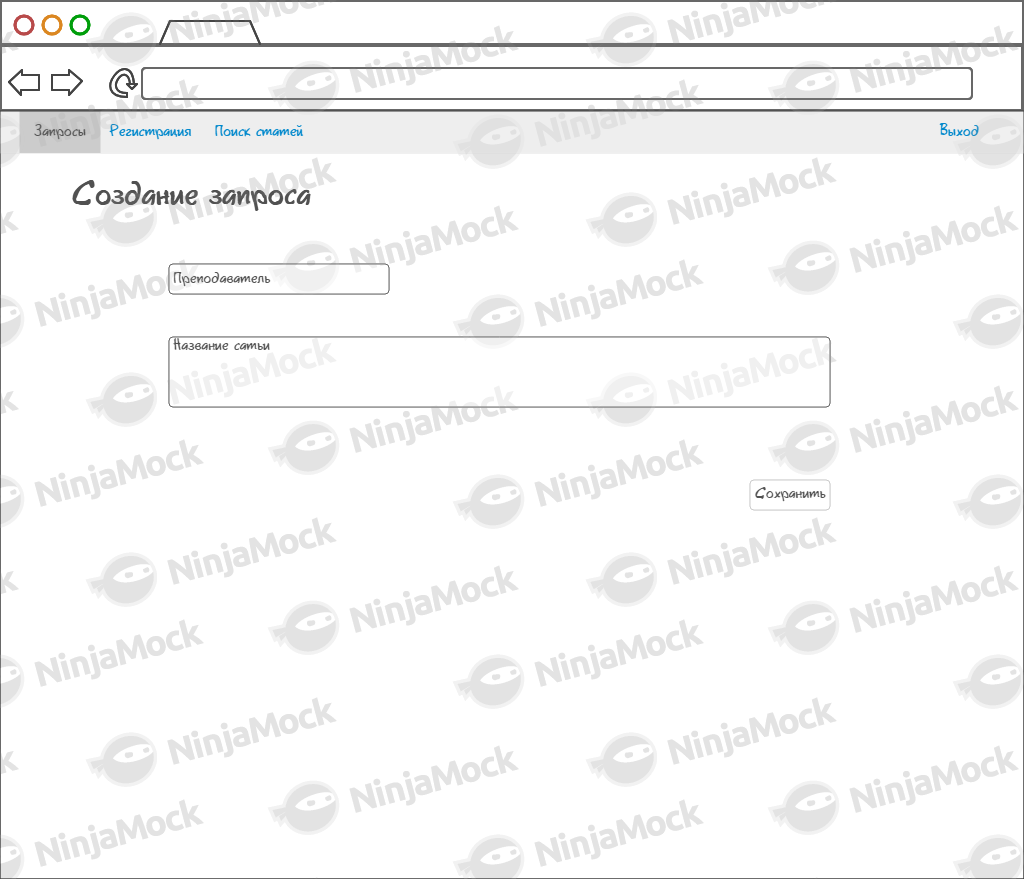 Запросы Регистрация Поиск статей Выход
Создание запроса
Преподаватель
Название сатьи
Сохранить
NinjaMock